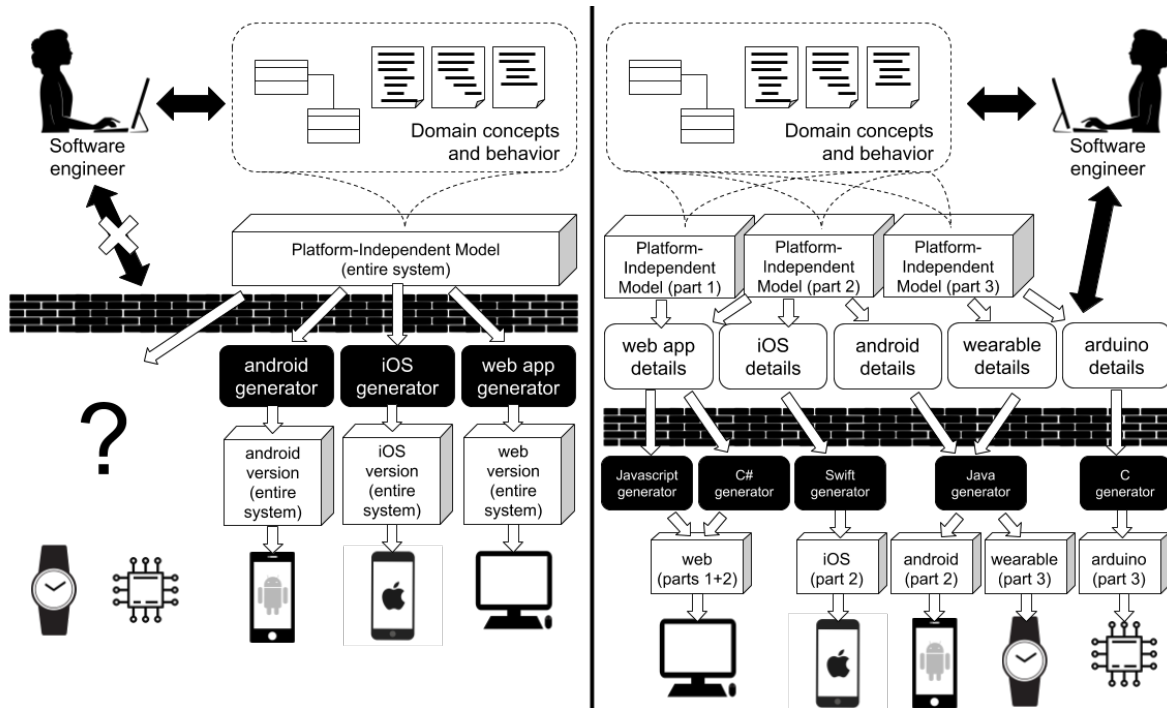 Software
engineer
Domain concepts
and behavior
Platform-Independent Model
(entire system)
android
generator
iOS
generator
web app
generator
?
android
version
(entire
system)
iOS
version
(entire
system)
web
version
(entire
system)
Domain concepts
and behavior
Software
engineer
Platform-
Independent
Model (part 1)
Platform-
Independent
Model (part 2)
Platform-
Independent
Model (part 3)
web app
details
iOS
details
android
details
wearable
details
arduino
details
Javascript
generator
C#
generator
Swift
generator
Java
generator
C
generator
web
(parts 1+2)
iOS
(part 2)
android
(part 2)
wearable
(part 3)
arduino
(part 3)